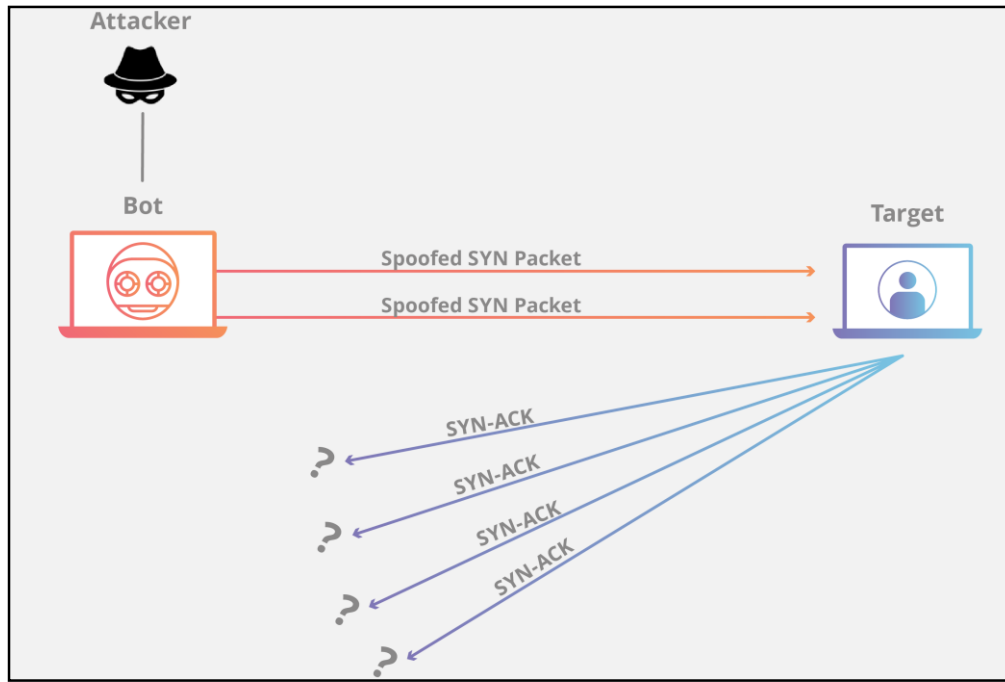 Attacker
Bot
Target
Spoofed SYN Packet
Spoofed SYN Packet
SYN-ACK
?
SYN-ACK
?
SYN-ACK
?
SYN-ACK
?